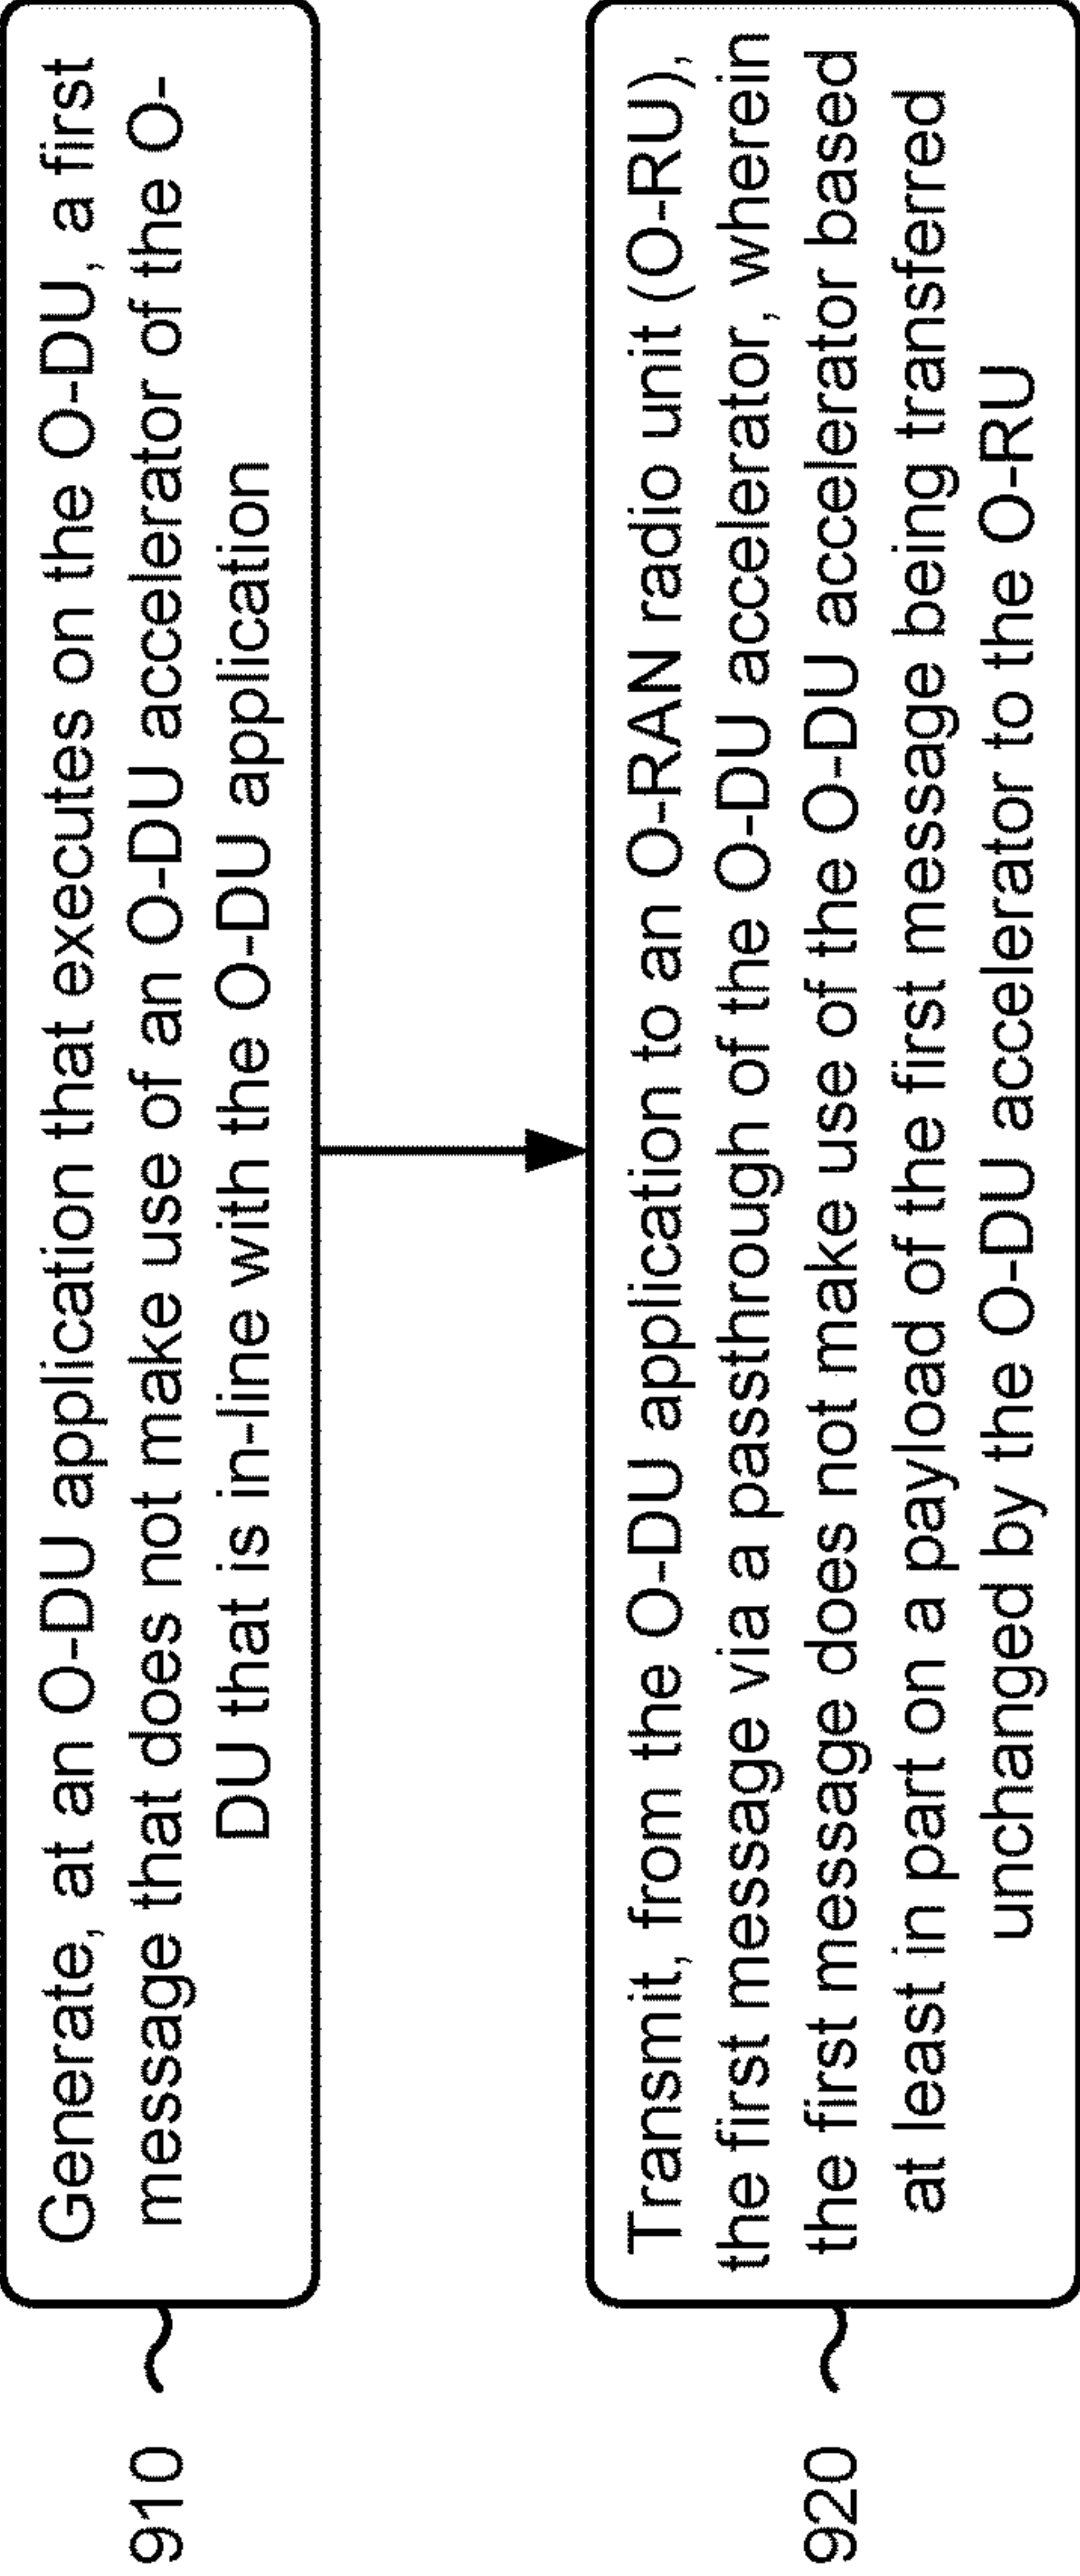 910
Generate, at an O-DU application that executes on the O-DU, a first
message that does not make use of an O-DU accelerator of the O-
DU that is in-line with the O-DU application
920
Transmit, from the O-DU application to an O-RAN radio unit (O-RU),
the first message via a passthrough of the O-DU accelerator, wherein
the first message does not make use of the O-DU accelerator based
at least in part on a payload of the first message being transferred
unchanged by the O-DU accelerator to the O-RU